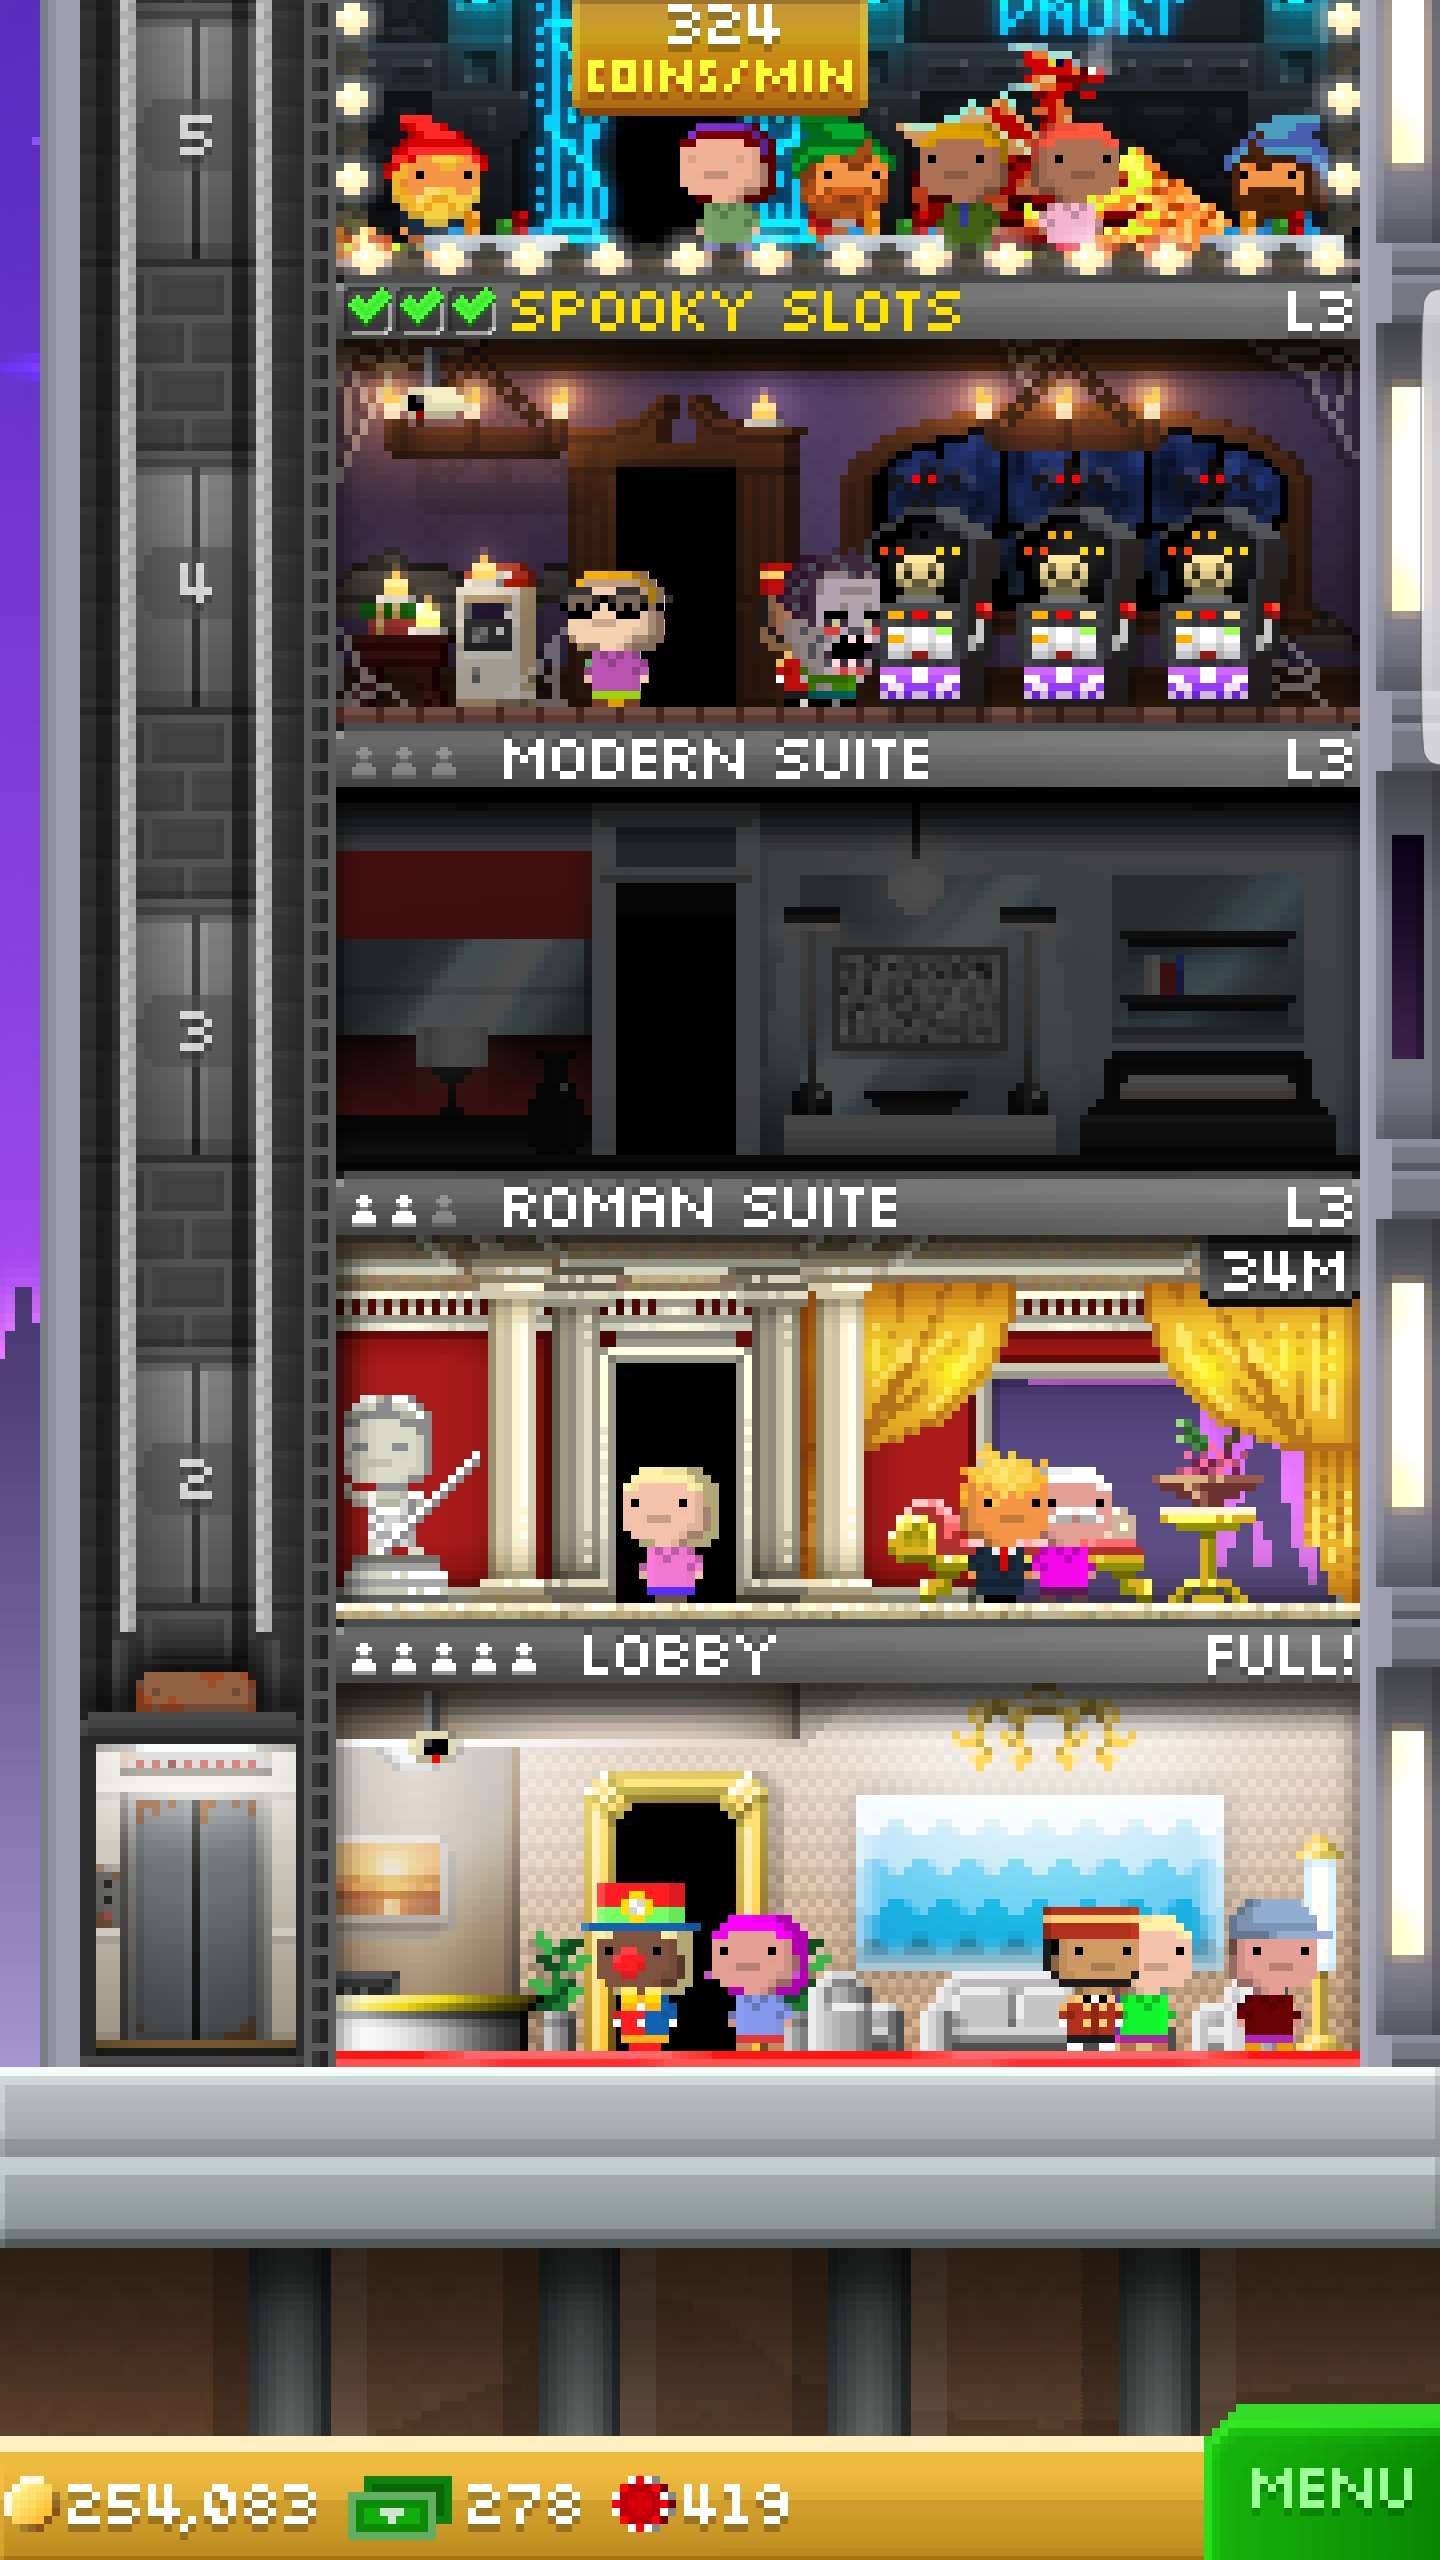 324
COINS/MIN
5
SPOOKY SLOTS L3
4
MODERN SUITE L3
3
ROMAN SUITE L3
34M
2
LOBBY FULL!
254,083 278 419
MENU